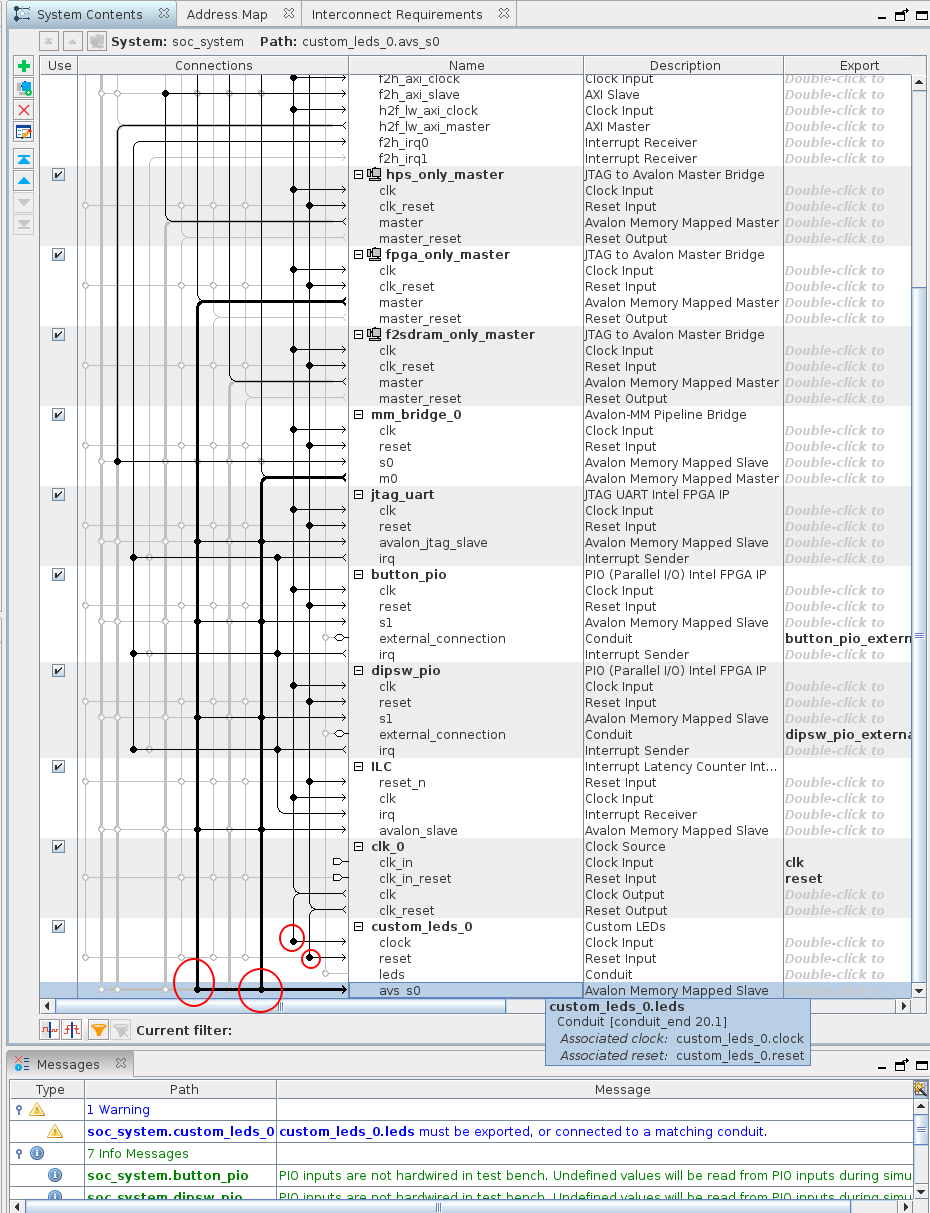 System Contents Address Map Interconnect Requirements
System: soc_system Path: custom_leds_0.avs_s0
Use Connections Name Description Export
f2h_axi_clock Clock Input Double-click to
f2h_axi_slave AXI Slave Double-click to
h2f_lw_axi_clock Clock Input Double-click to
h2f_lw_axi_master AXI Master Double-click to
f2h_irq0 Interrupt Receiver Double-click to
f2h_irq1 Interrupt Receiver Double-click to
hps_only_master JTAG to Avalon Master Bridge
clk Clock Input Double-click to
clk_reset Reset Input Double-click to
master Avalon Memory Mapped Master Double-click to
master_reset Reset Output Double-click to
fpga_only_master JTAG to Avalon Master Bridge
clk Clock Input Double-click to
clk_reset Reset Input Double-click to
master Avalon Memory Mapped Master Double-click to
master_reset Reset Output Double-click to
f2sdram_only_master JTAG to Avalon Master Bridge
clk Clock Input Double-click to
clk_reset Reset Input Double-click to
master Avalon Memory Mapped Master Double-click to
master_reset Reset Output Double-click to
mm_bridge_0 Avalon-MM Pipeline Bridge
clk Clock Input Double-click to
reset Reset Input Double-click to
s0 Avalon Memory Mapped Slave Double-click to
m0 Avalon Memory Mapped Master Double-click to
jtag_uart JTAG UART Intel FPGA IP
clk Clock Input Double-click to
reset Reset Input Double-click to
avalon_jtag_slave Avalon Memory Mapped Slave Double-click to
irq Interrupt Sender Double-click to
button_pio PIO (Parallel I/O) Intel FPGA IP
clk Clock Input Double-click to
reset Reset Input Double-click to
s1 Avalon Memory Mapped Slave Double-click to
external_connection Conduit button_pio_extern
irq Interrupt Sender Double-click to
dipsw_pio PIO (Parallel I/O) Intel FPGA IP
clk Clock Input Double-click to
reset Reset Input Double-click to
s1 Avalon Memory Mapped Slave Double-click to
external_connection Conduit dipsw_pio_externa
irq Interrupt Sender Double-click to
ILC Interrupt Latency Counter Int...
reset_n Reset Input Double-click to
clk Clock Input Double-click to
irq Interrupt Receiver Double-click to
avalon_slave Avalon Memory Mapped Slave Double-click to
clk_0 Clock Source
clk_in Clock Input clk
clk_in_reset Reset Input reset
clk Clock Output Double-click to
clk_reset Reset Output Double-click to
custom_leds_0 Custom LEDs
clock Clock Input Double-click to
reset Reset Input Double-click to
leds Conduit Double-click to
avs_s0 Avalon Memory Mapped Slave
custom_leds_0.leds
Conduit [conduit_end 20.1]
Associated clock: custom_leds_0.clock
Associated reset: custom_leds_0.reset
Current filter:
Messages
Type Path Message
1 Warning
soc_system.custom_leds_0 custom_leds_0.leds must be exported, or connected to a matching conduit.
7 Info Messages
soc_system.button_pio PIO inputs are not hardwired in test bench. Undefined values will be read from PIO inputs during simu
soc_system.dipsw_pio PIO inputs are not hardwired in test bench. Undefined values will be read from PIO inputs during simu